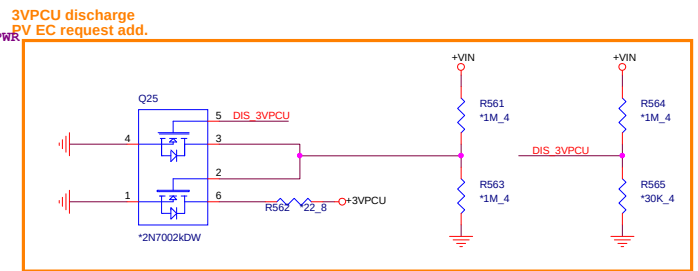 3VPCU discharge
PWR
PV EC request add.
+VIN
+VIN
Q25
R561
*1M_4
R564
*1M_4
5
DIS_3VPCU
4
3
DIS_3VPCU
2
R563
*1M_4
R565
*30K_4
1
6
R562
*22_8
+3VPCU
*2N7002kDW